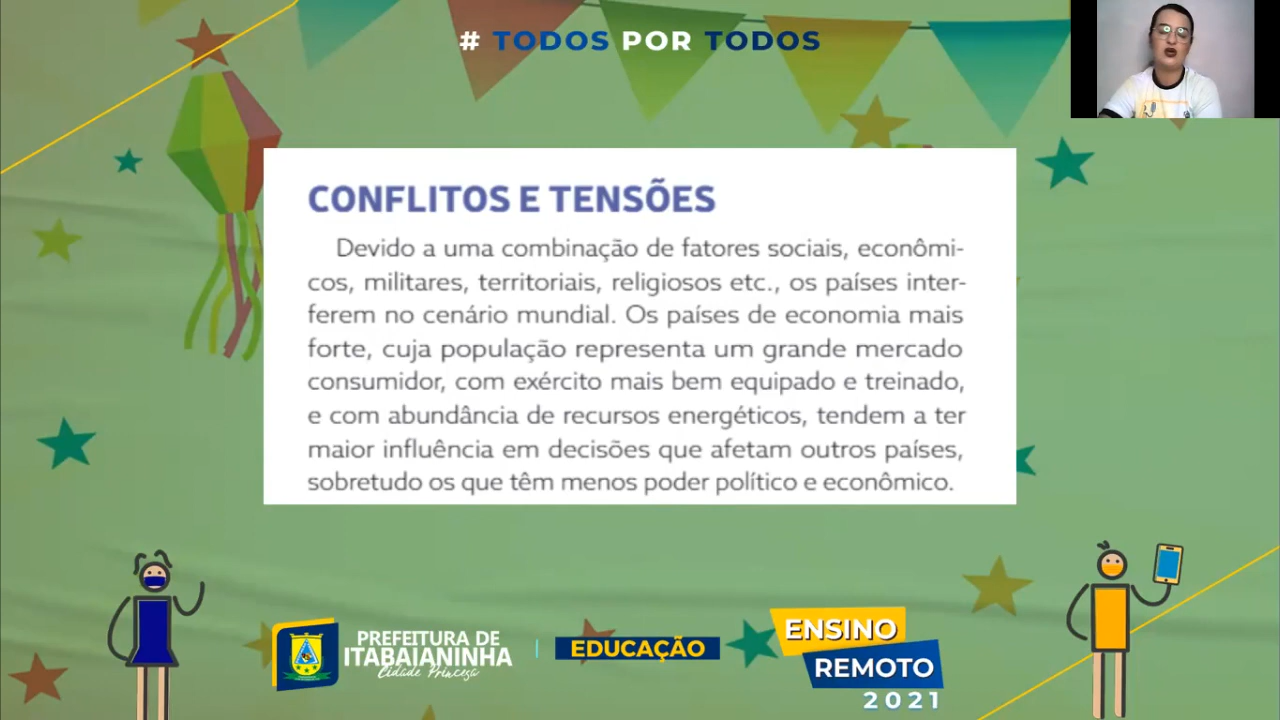 # TODOS POR TODOS
CONFLITOS E TENSÕES
Devido a uma combinação de fatores sociais, econômi-
cos, militares, territoriais, religiosos etc., os países inter-
ferem no cenário mundial. Os países de economia mais
forte, cuja população representa um grande mercado
consumidor, com exército mais bem equipado e treinado,
e com abundância de recursos energéticos, tendem a ter
maior influência em decisões que afetam outros países,
sobretudo os que têm menos poder político e econômico.
PREFEITURA DE
ITABAIANINHA
Cidade Princesa
EDUCAÇÃO
ENSINO
REMOTO
2021